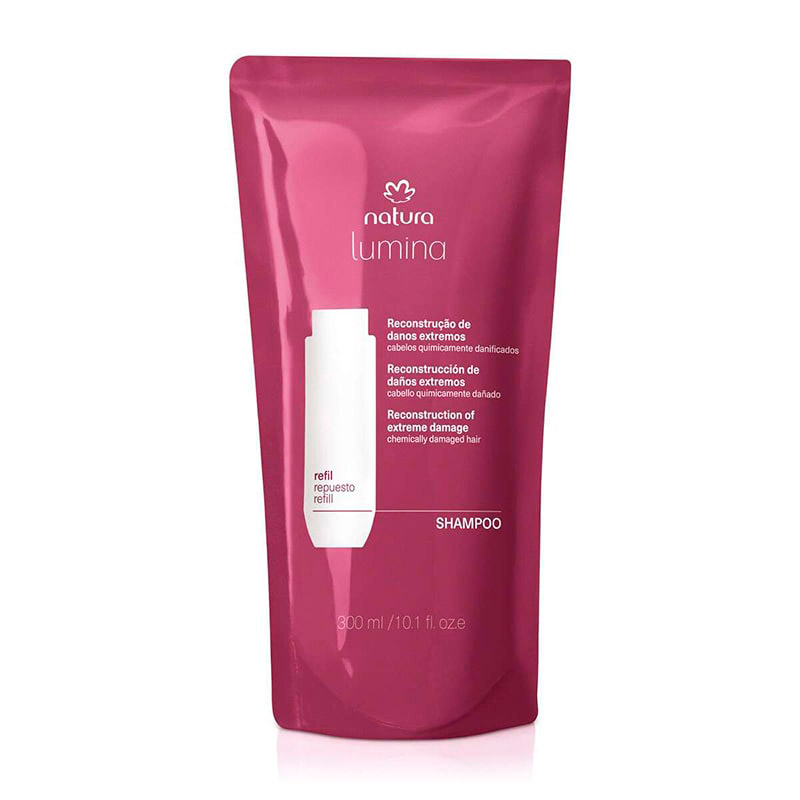 natura
lumina
Reconstrução de
danos extremos
cabelos quimicamente danificados
Reconstrucción de
daños extremos
cabello quimicamente dañado
Reconstruction of
extreme damage
chemically damaged hair
refil
repuesto
refill
SHAMPOO
300 ml /10.1 fl. oz.e